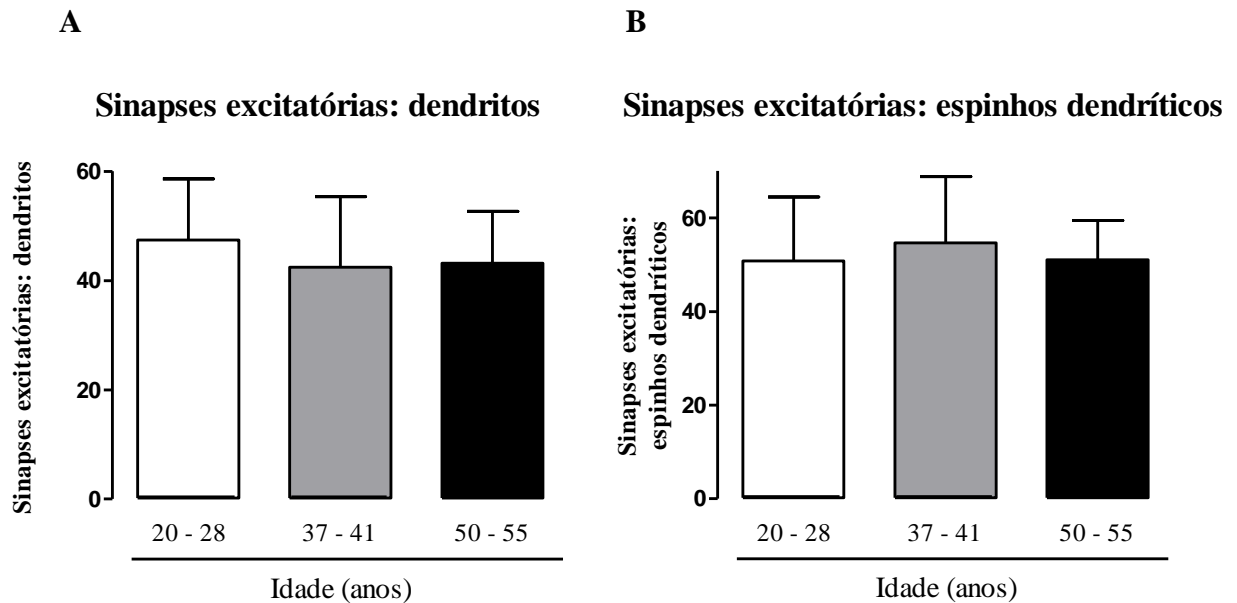 A
Sinapses excitatórias: dendritos
Sinapses excitatórias: dendritos
60
40
20
0
20 - 28
37 - 41
50 - 55
Idade (anos)
B
Sinapses excitatórias: espinhos dendríticos
Sinapses excitatórias:
espinhos dendríticos
60
40
20
0
20 - 28
37 - 41
50 - 55
Idade (anos)